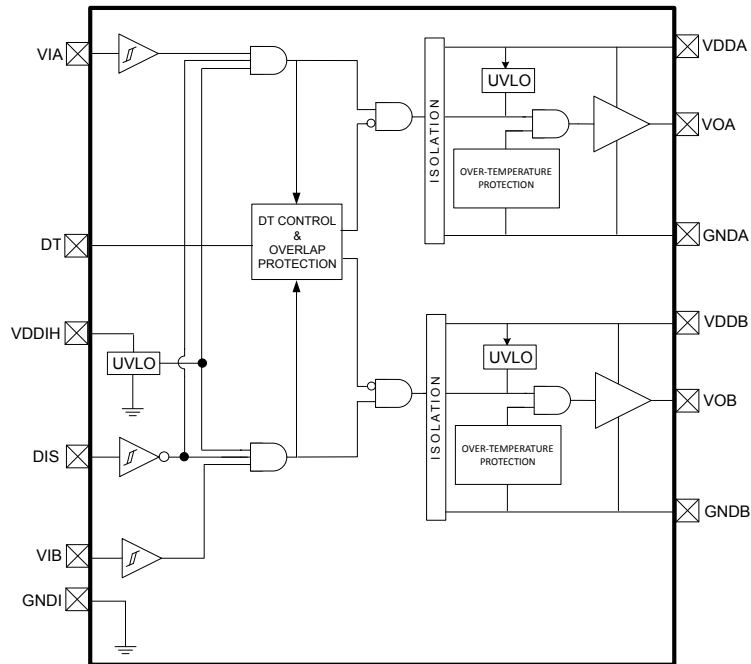 VIA
DT
VDDIH
DIS
VIB
GNDI
UVLO
DT CONTROL
&
OVERLAP
PROTECTION
ISOLATION
UVLO
OVER-TEMPERATURE
PROTECTION
VDDA
VOA
GNDA
ISOLATION
UVLO
OVER-TEMPERATURE
PROTECTION
VDDB
VOB
GNDB